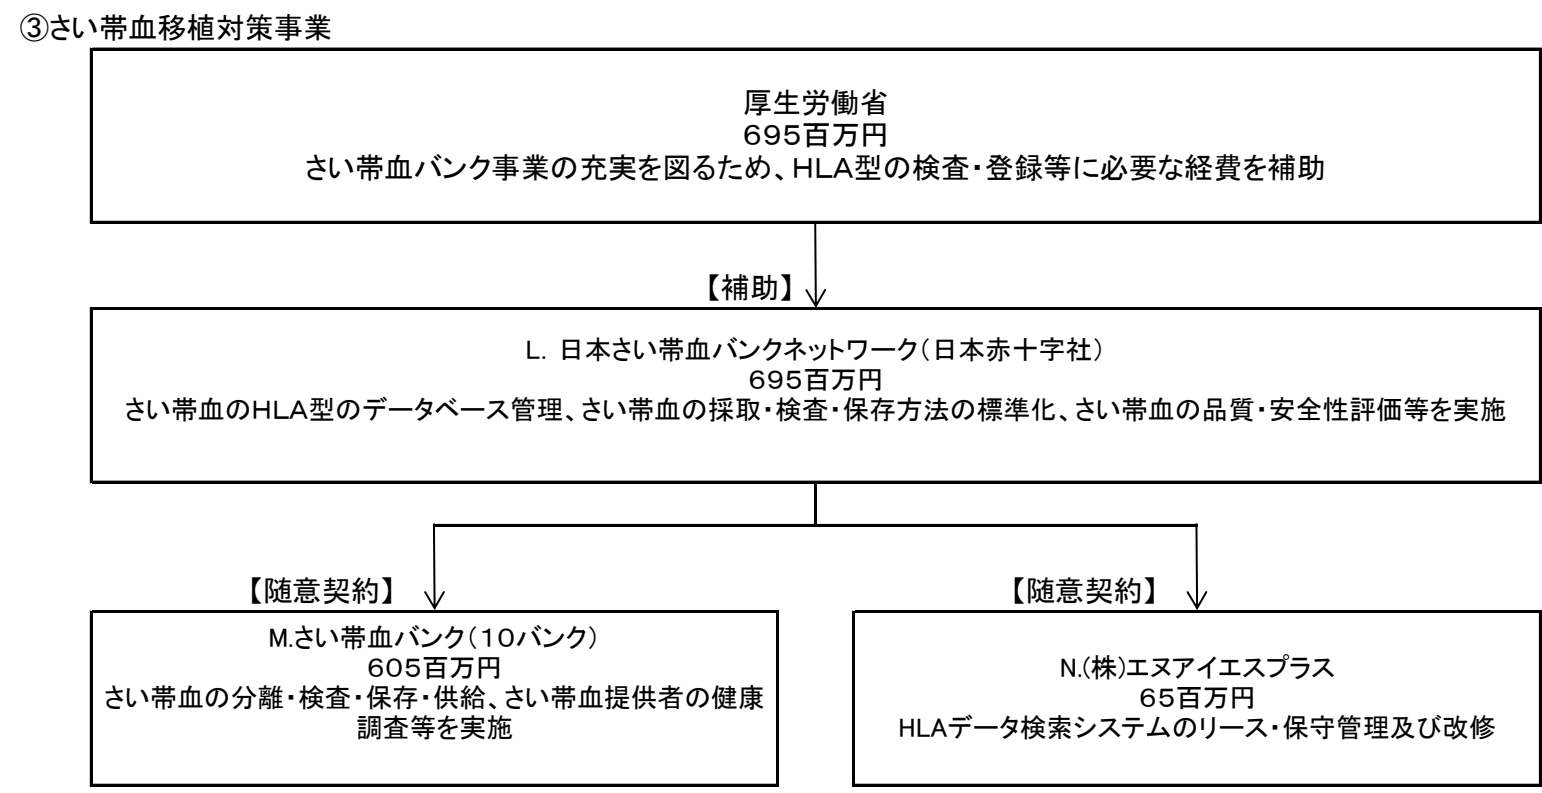 ③さい帯血移植対策事業
厚生労働省
６９５百万円
さい帯血バンク事業の充実を図るため、ＨＬＡ型の検査・登録等に必要な経費を補助
【補助】
L. 日本さい帯血バンクネットワーク（日本赤十字社）
６９５百万円
さい帯血のＨＬＡ型のデータベース管理、さい帯血の採取・検査・保存方法の標準化、さい帯血の品質・安全性評価等を実施
【随意契約】
M.さい帯血バンク（１０バンク）
６０５百万円
さい帯血の分離・検査・保存・供給、さい帯血提供者の健康
調査等を実施
【随意契約】
N.(株)エヌアイエスプラス
６５百万円
HLAデータ検索システムのリース・保守管理及び改修